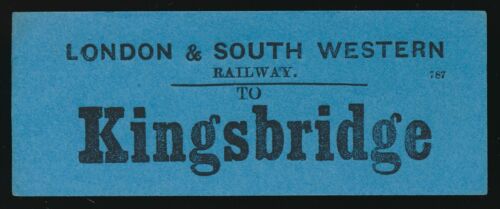 LONDON & SOUTH WESTERN
RAILWAY.
787
TO
Kingsbridge